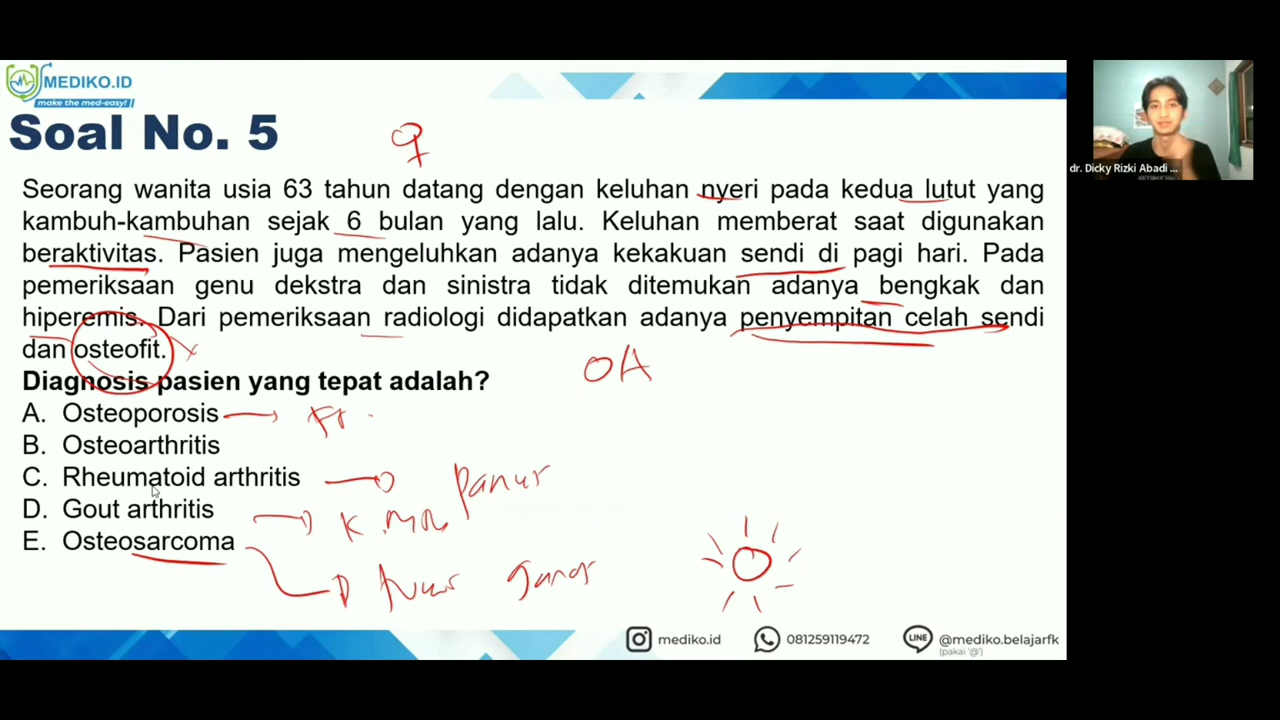 MEDIKO.ID
make the med-easy!
Soal No. 5
Seorang wanita usia 63 tahun datang dengan keluhan nyeri pada kedua lutut yang
kambuh-kambuhan sejak 6 bulan yang lalu. Keluhan memberat saat digunakan
beraktivitas. Pasien juga mengeluhkan adanya kekakuan sendi di pagi hari. Pada
pemeriksaan genu dekstra dan sinistra tidak ditemukan adanya bengkak dan
hiperemis. Dari pemeriksaan radiologi didapatkan adanya penyempitan celah sendi
dan osteofit.
OA
Diagnosis pasien yang tepat adalah?
A. Osteoporosis
B. Osteoarthritis
C. Rheumatoid arthritis
D. Gout arthritis
E. Osteosarcoma
mediko.id
081259119472
LINE
@mediko.belajarfk
(pakai '@')
dr. Dicky Rizki Abadi ...